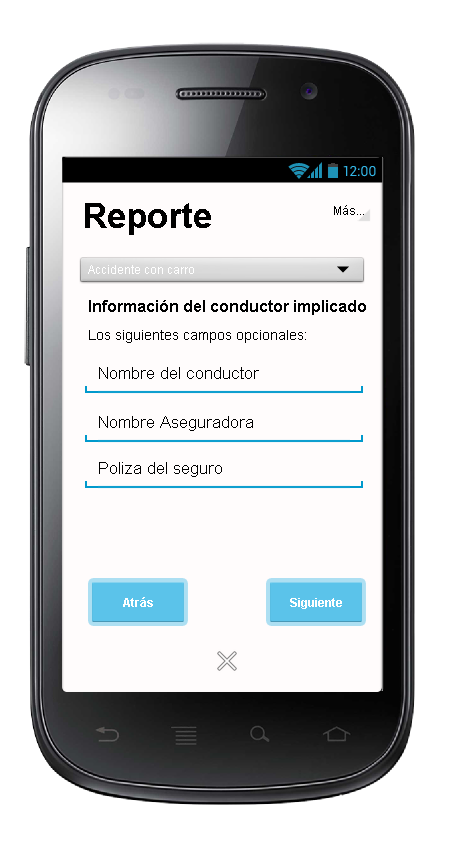 12:00
Reporte
Más...
Accidente con carro
Información del conductor implicado
Los siguientes campos opcionales:
Nombre del conductor
Nombre Aseguradora
Poliza del seguro
Atrás
Siguiente